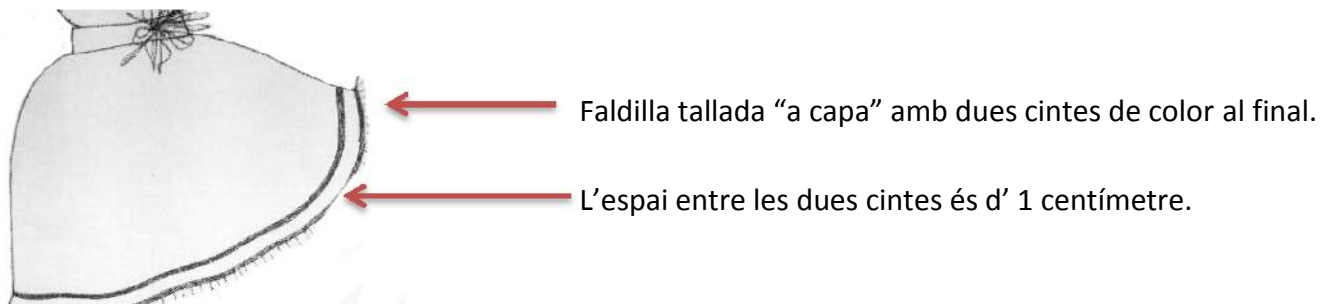 Faldilla tallada “a capa” amb dues cintes de color al final.
L’espai entre les dues cintes és d’ 1 centímetre.